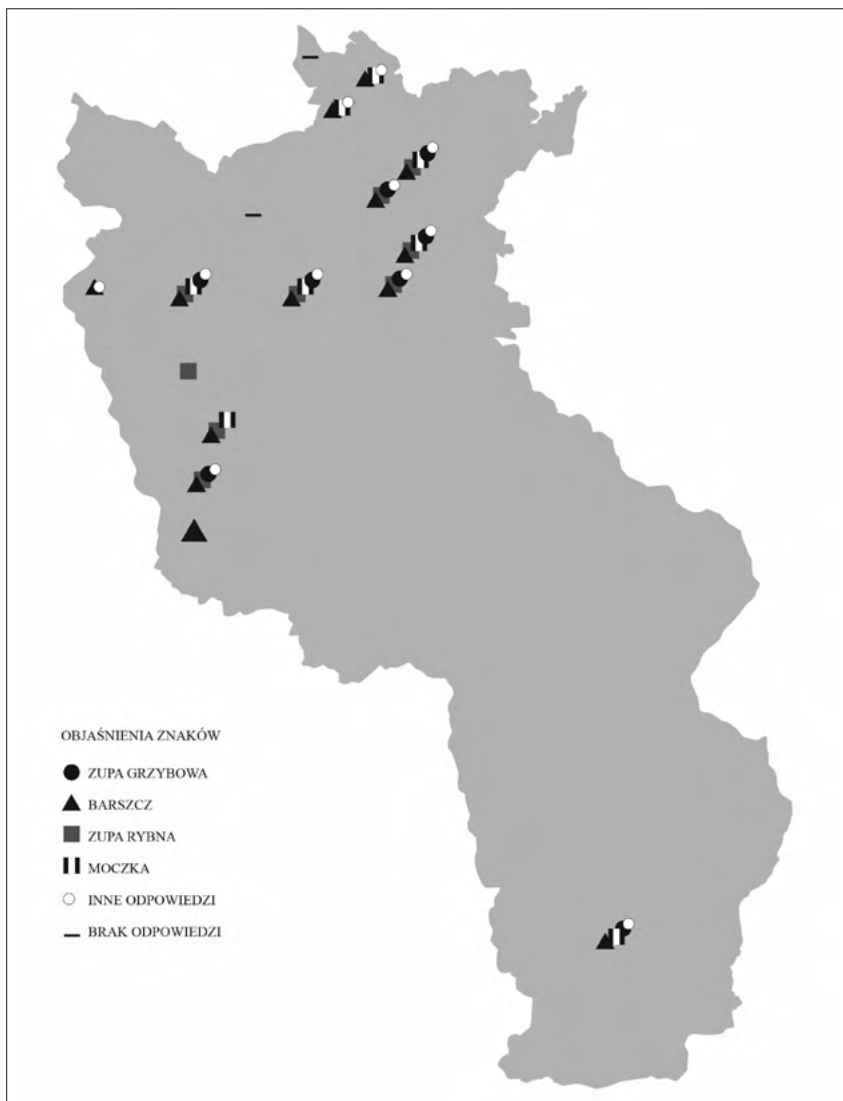 OBJAŚNIENIA ZNAKÓW
ZUPA GRZYBOWA
BARSZCZ
ZUPA RYBNA
MOCZKA
INNE ODPOWIEDZI
BRAK ODPOWIEDZI